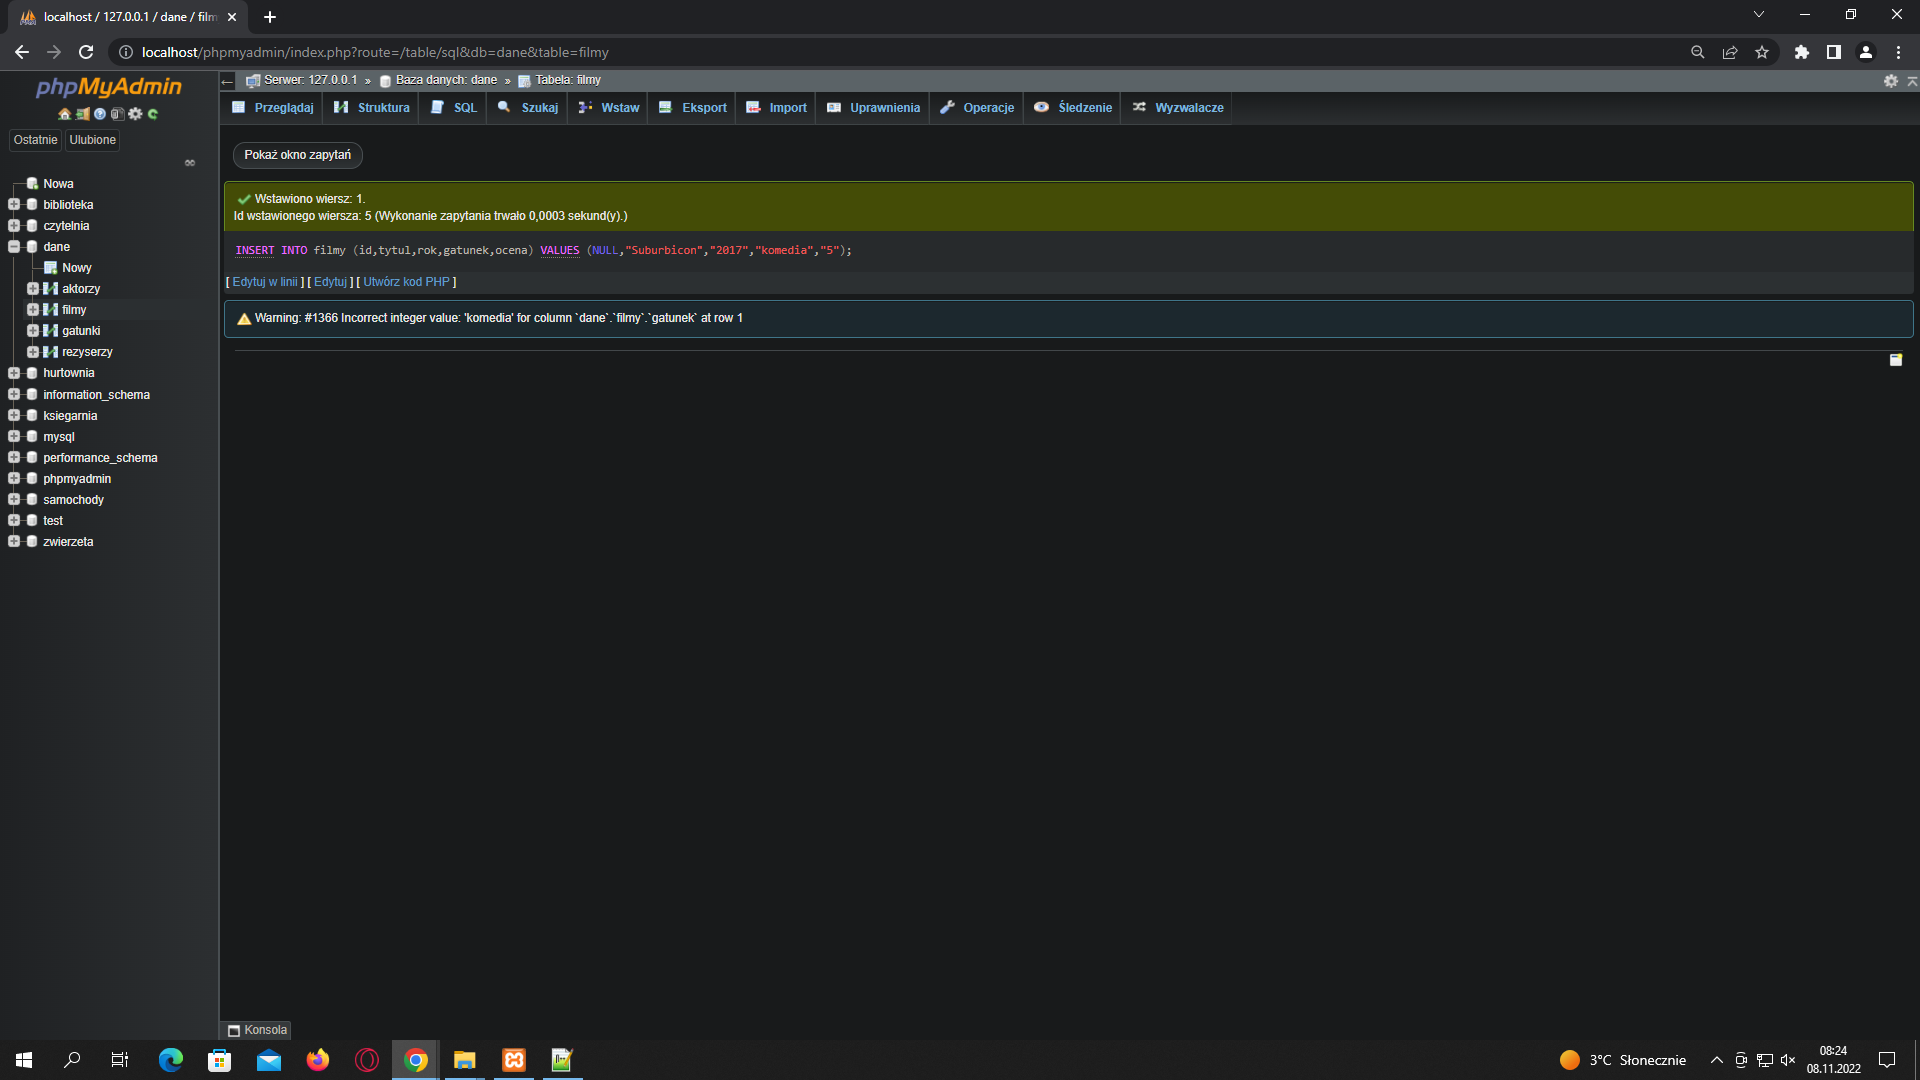 localhost / 127.0.0.1 / dane / film
localhost/phpmyadmin/index.php?route=/table/sql&db=dane&table=filmy
phpMyAdmin
Ostatnie Ulubione
Nowa
biblioteka
czytelnia
dane
Nowy
aktorzy
filmy
gatunki
rezyserzy
hurtownia
information_schema
ksiegarnia
mysql
performance_schema
phpmyadmin
samochody
test
zwierzeta
Serwer: 127.0.0.1 » Baza danych: dane » Tabela: filmy
Przeglądaj Struktura SQL Szukaj Wstaw Eksport Import Uprawnienia Operacje Śledzenie Wyzwalacze
Pokaż okno zapytań
Wstawiono wiersz: 1.
Id wstawionego wiersza: 5 (Wykonanie zapytania trwało 0,0003 sekund(y).)
INSERT INTO filmy (id,tytul,rok,gatunek,ocena) VALUES (NULL,"Suburbicon","2017","komedia","5");
[ Edytuj w linii ] [ Edytuj ] [ Utwórz kod PHP ]
Warning: #1366 Incorrect integer value: 'komedia' for column `dane`.`filmy`.`gatunek` at row 1
Konsola
3°C Słonecznie
08:24
08.11.2022